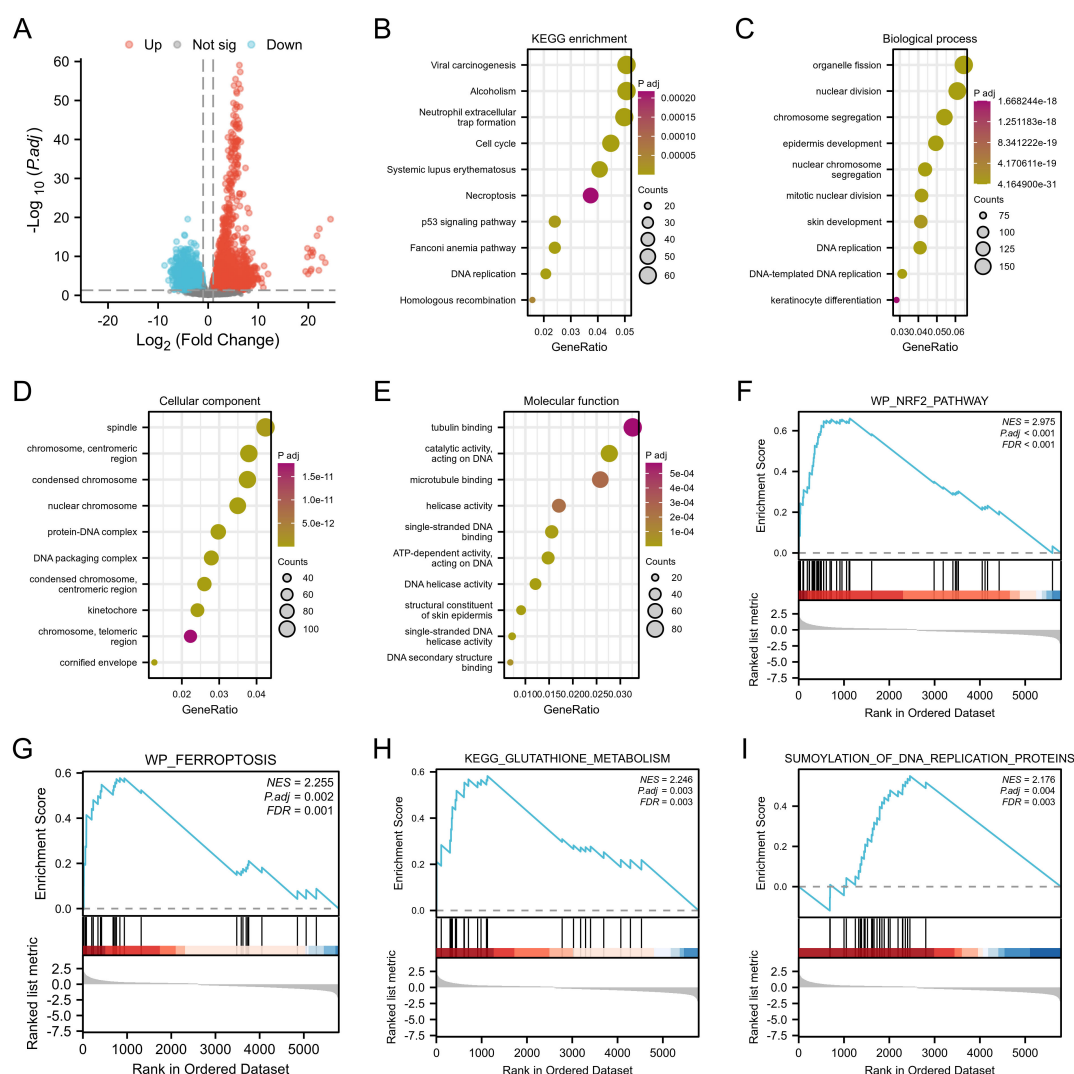 A
Up Not sig Down
60
50
40
30
20
10
0
-Log 10 (P.adj)
-20 -10 0 10 20
Log2 (Fold Change)
B
KEGG enrichment
Viral carcinogenesis
Alcoholism
Neutrophil extracellular
trap formation
Cell cycle
Systemic lupus erythematosus
Necroptosis
p53 signaling pathway
Fanconi anemia pathway
DNA replication
Homologous recombination
0.02 0.03 0.04 0.05
GeneRatio
P adj
0.00020
0.00015
0.00010
0.00005
Counts
20
30
40
50
60
C
Biological process
organelle fission
nuclear division
chromosome segregation
epidermis development
nuclear chromosome
segregation
mitotic nuclear division
skin development
DNA replication
DNA-templated DNA replication
keratinocyte differentiation
0.03 0.04 0.05 0.06
GeneRatio
P adj
1.668244e-18
1.251183e-18
8.341222e-19
4.170611e-19
4.164900e-31
Counts
75
100
125
150
D
Cellular component
spindle
chromosome, centromeric
region
condensed chromosome
nuclear chromosome
protein-DNA complex
DNA packaging complex
condensed chromosome,
centromeric region
kinetochore
chromosome, telomeric
region
cornified envelope
0.02 0.03 0.04
GeneRatio
P adj
1.5e-11
1.0e-11
5.0e-12
Counts
40
60
80
100
E
Molecular function
tubulin binding
catalytic activity,
acting on DNA
microtubule binding
helicase activity
single-stranded DNA
binding
ATP-dependent activity,
acting on DNA
DNA helicase activity
structural constituent
of skin epidermis
single-stranded DNA
helicase activity
DNA secondary structure
binding
0.010 0.015 0.020 0.025 0.030
GeneRatio
P adj
5e-04
4e-04
3e-04
2e-04
1e-04
Counts
20
40
60
80
F
WP_NRF2_PATHWAY
NES = 2.975
P.adj < 0.001
FDR < 0.001
0.6
0.4
0.2
0.0
Enrichment Score
2.5
0.0
-2.5
-5.0
-7.5
Ranked list metric
0 1000 2000 3000 4000 5000
Rank in Ordered Dataset
G
WP_FERROPTOSIS
NES = 2.255
P.adj = 0.002
FDR = 0.001
0.6
0.4
0.2
0.0
Enrichment Score
2.5
0.0
-2.5
-5.0
-7.5
Ranked list metric
0 1000 2000 3000 4000 5000
Rank in Ordered Dataset
H
KEGG_GLUTATHIONE_METABOLISM
NES = 2.246
P.adj = 0.003
FDR = 0.003
0.6
0.4
0.2
0.0
Enrichment Score
2.5
0.0
-2.5
-5.0
-7.5
Ranked list metric
0 1000 2000 3000 4000 5000
Rank in Ordered Dataset
I
SUMOYLATION_OF_DNA_REPLICATION_PROTEINS
NES = 2.176
P.adj = 0.004
FDR = 0.003
0.4
0.2
0.0
Enrichment Score
2.5
0.0
-2.5
-5.0
-7.5
Ranked list metric
0 1000 2000 3000 4000 5000
Rank in Ordered Dataset